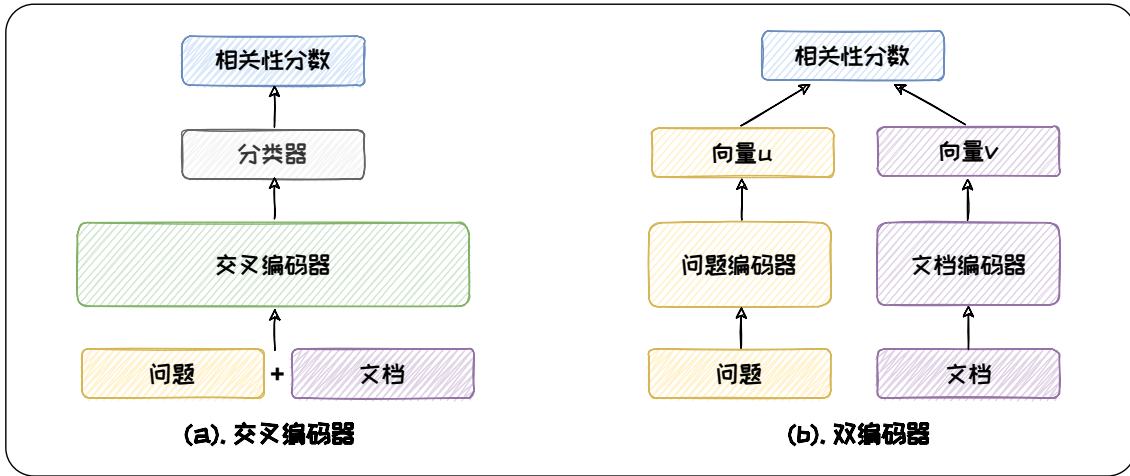 相关性分数
分类器
交叉编码器
问题 + 文档
(a). 交叉编码器
相关性分数
向量u 向量v
问题编码器 文档编码器
问题 文档
(b). 双编码器